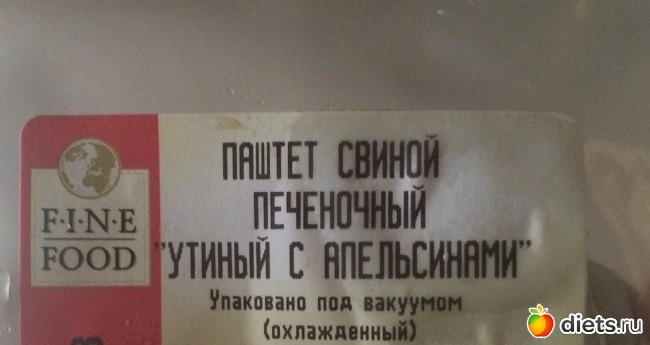 F·I·N·E
FOOD
ПАШТЕТ СВИНОЙ
ПЕЧЕНОЧНЫЙ
"УТИНЫЙ С АПЕЛЬСИНАМИ"
Упаковано под вакуумом
(охлажденный)
diets.ru